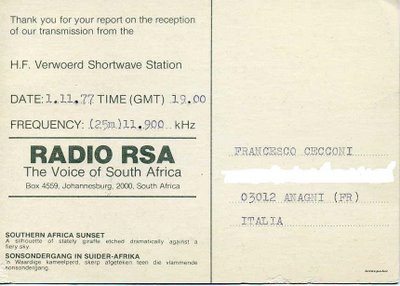 Thank you for your report on the reception
of our transmission from the
H.F. Verwoerd Shortwave Station
DATE: 1.11.77 TIME (GMT) 19.00
FREQUENCY: (25m) 11,900 kHz
RADIO RSA
The Voice of South Africa
Box 4559, Johannesburg, 2000, South Africa
SOUTHERN AFRICA SUNSET
A silhouette of stately giraffe etched dramatically against a
fiery sky.
SONSONDERGANG IN SUIDER-AFRIKA
'n Waardige kameelperd, skerp afgeteken teen die vlammende
sonsondergang.
FRANCESCO CECCONI
03012 ANAGNI (FR)
ITALIA